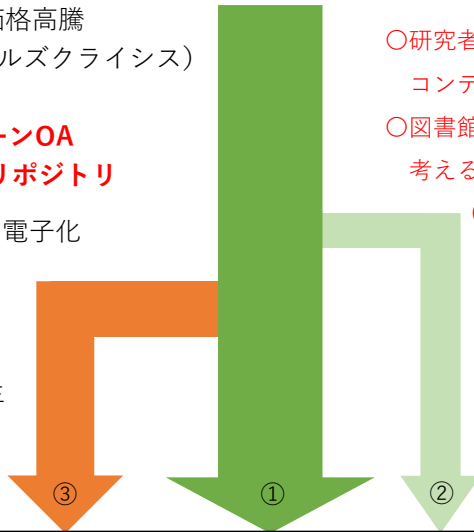 価格高騰
ルズクライシス）
ーンOA
リポジトリ
電子化
〇研究者
コンテ
〇図書館
考える
③
①
②